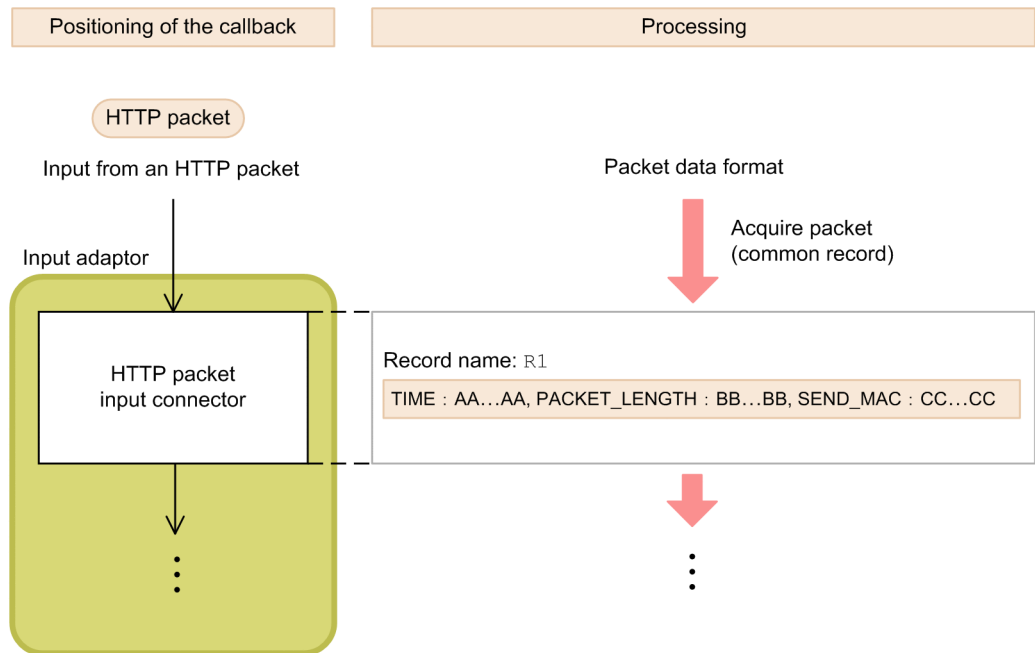 Positioning of the callback
Processing
HTTP packet
Input from an HTTP packet
Packet data format
Acquire packet
(common record)
Input adaptor
HTTP packet
input connector
Record name: R1
TIME : AA...AA, PACKET_LENGTH : BB...BB, SEND_MAC : CC...CC